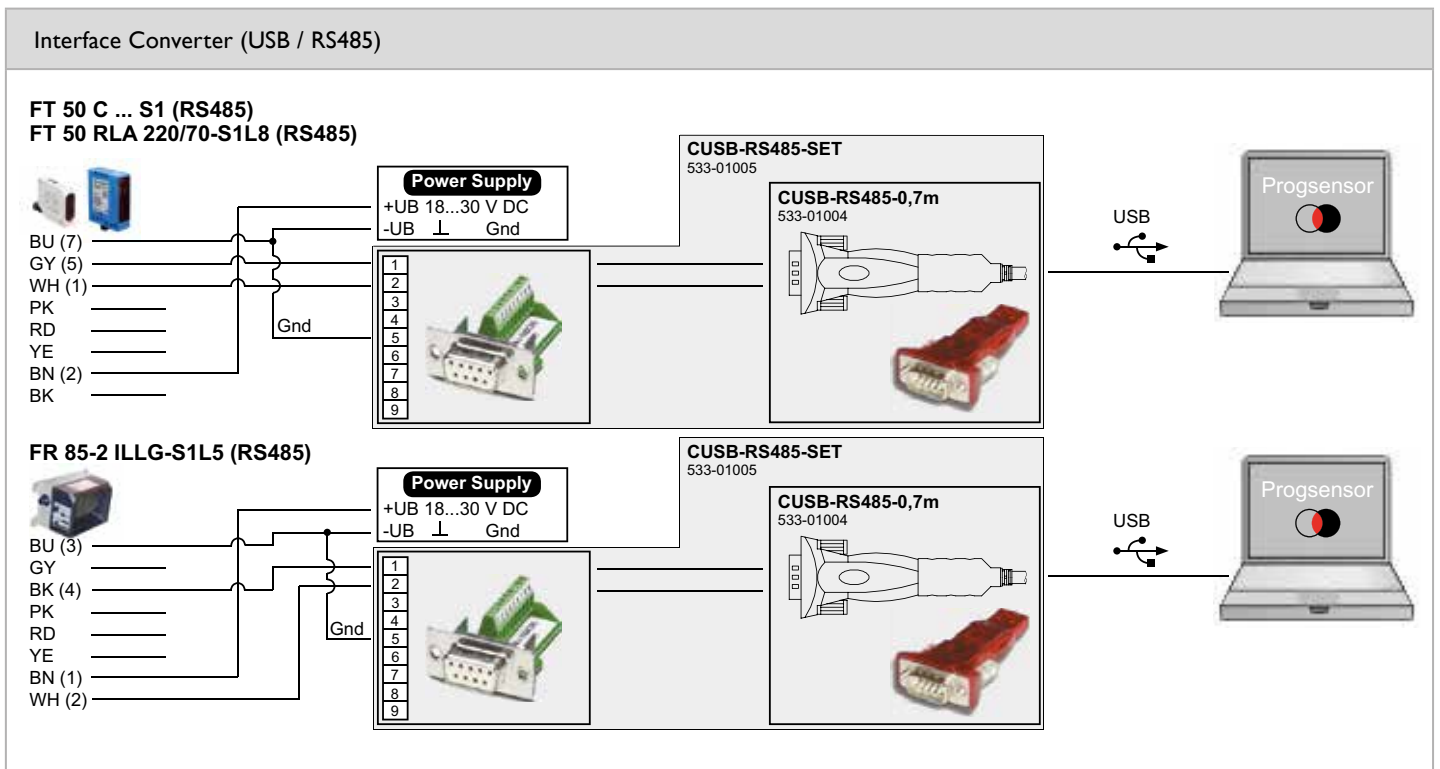 Interface Converter (USB / RS485)
FT 50 C ... S1 (RS485)
FT 50 RLA 220/70-S1L8 (RS485)
BU (7)
GY (5)
WH (1)
PK
RD
YE
BN (2)
BK
Power Supply
+UB 18...30 V DC
-UB ⊥ Gnd
Gnd
1
2
3
4
5
6
7
8
9
CUSB-RS485-SET
533-01005
CUSB-RS485-0,7m
533-01004
USB
Progsensor
FR 85-2 ILLG-S1L5 (RS485)
BU (3)
GY
BK (4)
PK
RD
YE
BN (1)
WH (2)
Power Supply
+UB 18...30 V DC
-UB ⊥ Gnd
Gnd
1
2
3
4
5
6
7
8
9
CUSB-RS485-SET
533-01005
CUSB-RS485-0,7m
533-01004
USB
Progsensor